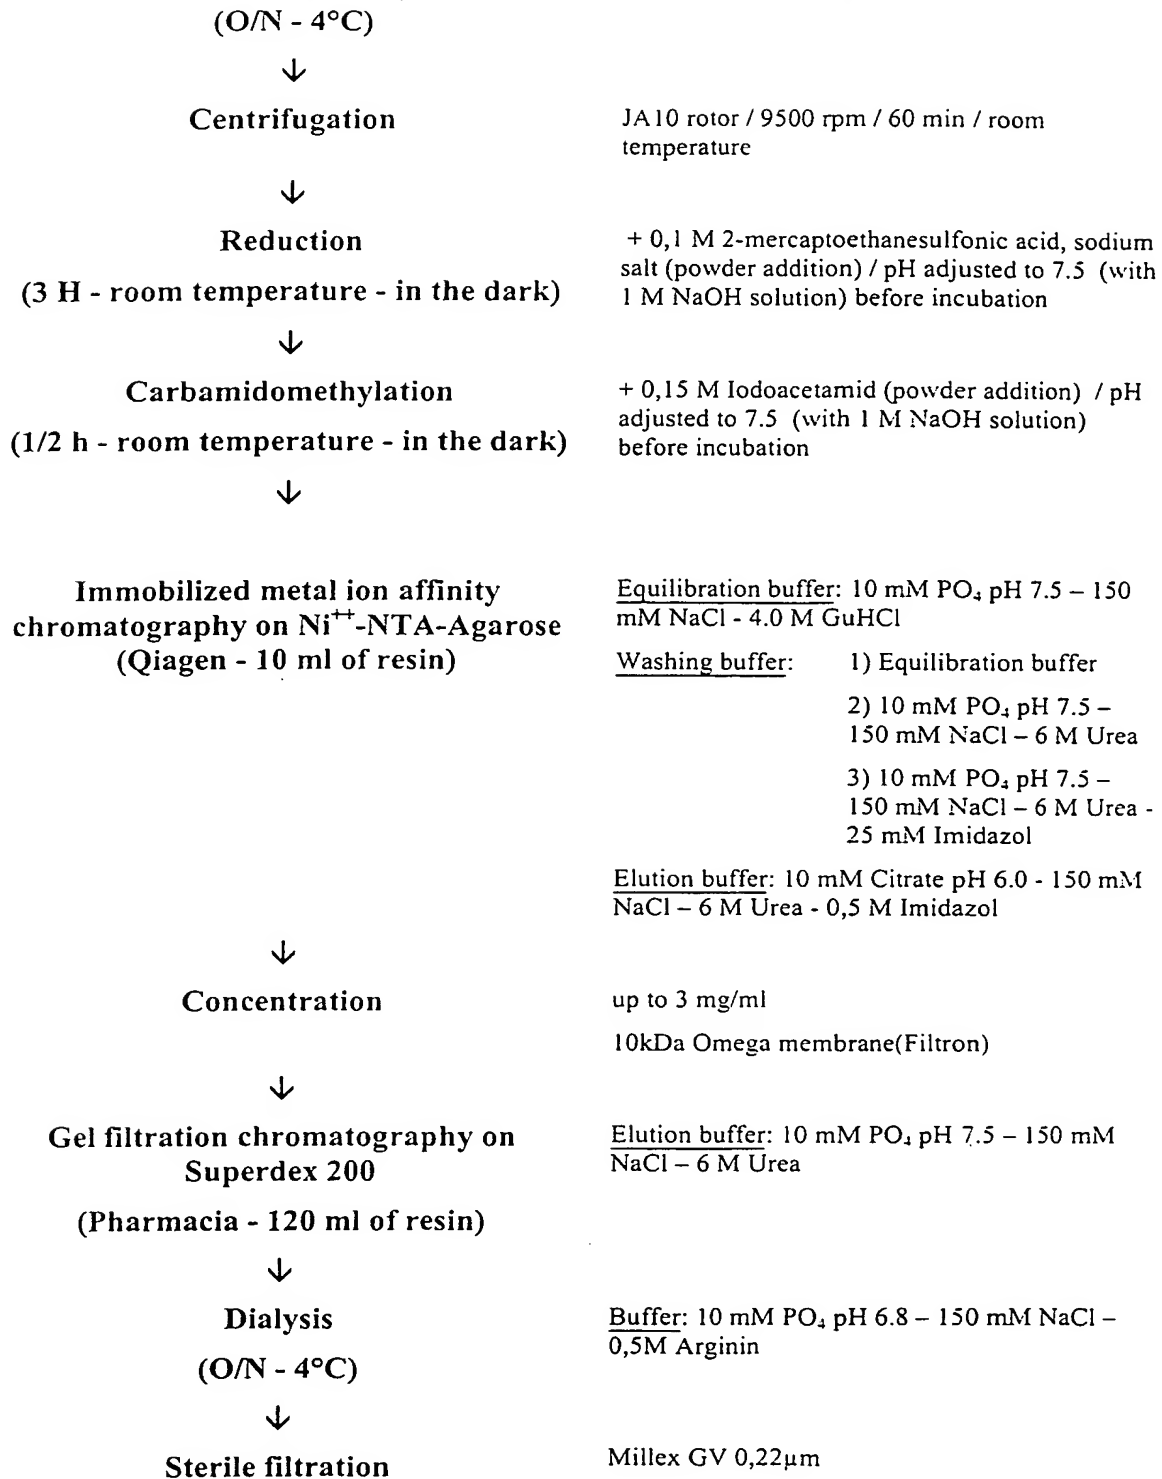 (O/N - 4°C)
↓
Centrifugation
JA10 rotor / 9500 rpm / 60 min / room
temperature
↓
Reduction
(3 H - room temperature - in the dark)
+ 0,1 M 2-mercaptoethanesulfonic acid, sodium
salt (powder addition) / pH adjusted to 7.5 (with
1 M NaOH solution) before incubation
↓
Carbamidomethylation
(1/2 h - room temperature - in the dark)
+ 0,15 M Iodoacetamid (powder addition) / pH
adjusted to 7.5 (with 1 M NaOH solution)
before incubation
↓
Immobilized metal ion affinity
chromatography on Ni⁺⁺-NTA-Agarose
(Qiagen - 10 ml of resin)
Equilibration buffer: 10 mM PO₄ pH 7.5 – 150
mM NaCl - 4.0 M GuHCl
Washing buffer: 1) Equilibration buffer
2) 10 mM PO₄ pH 7.5 –
150 mM NaCl – 6 M Urea
3) 10 mM PO₄ pH 7.5 –
150 mM NaCl – 6 M Urea -
25 mM Imidazol
Elution buffer: 10 mM Citrate pH 6.0 - 150 mM
NaCl – 6 M Urea - 0,5 M Imidazol
↓
Concentration
up to 3 mg/ml
10kDa Omega membrane(Filtron)
↓
Gel filtration chromatography on
Superdex 200
(Pharmacia - 120 ml of resin)
Elution buffer: 10 mM PO₄ pH 7.5 – 150 mM
NaCl – 6 M Urea
↓
Dialysis
(O/N - 4°C)
Buffer: 10 mM PO₄ pH 6.8 – 150 mM NaCl –
0,5M Arginin
↓
Sterile filtration
Millex GV 0,22µm